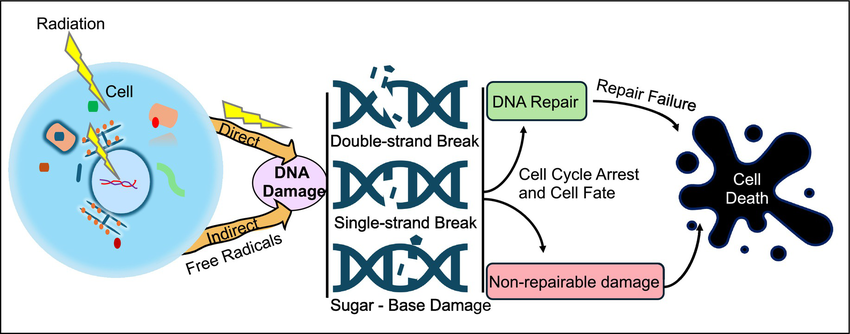 Radiation
Cell
Direct
Indirect
Free Radicals
DNA
Damage
Double-strand Break
Single-strand Break
Sugar - Base Damage
DNA Repair
Repair Failure
Cell Cycle Arrest
and Cell Fate
Non-repairable damage
Cell
Death